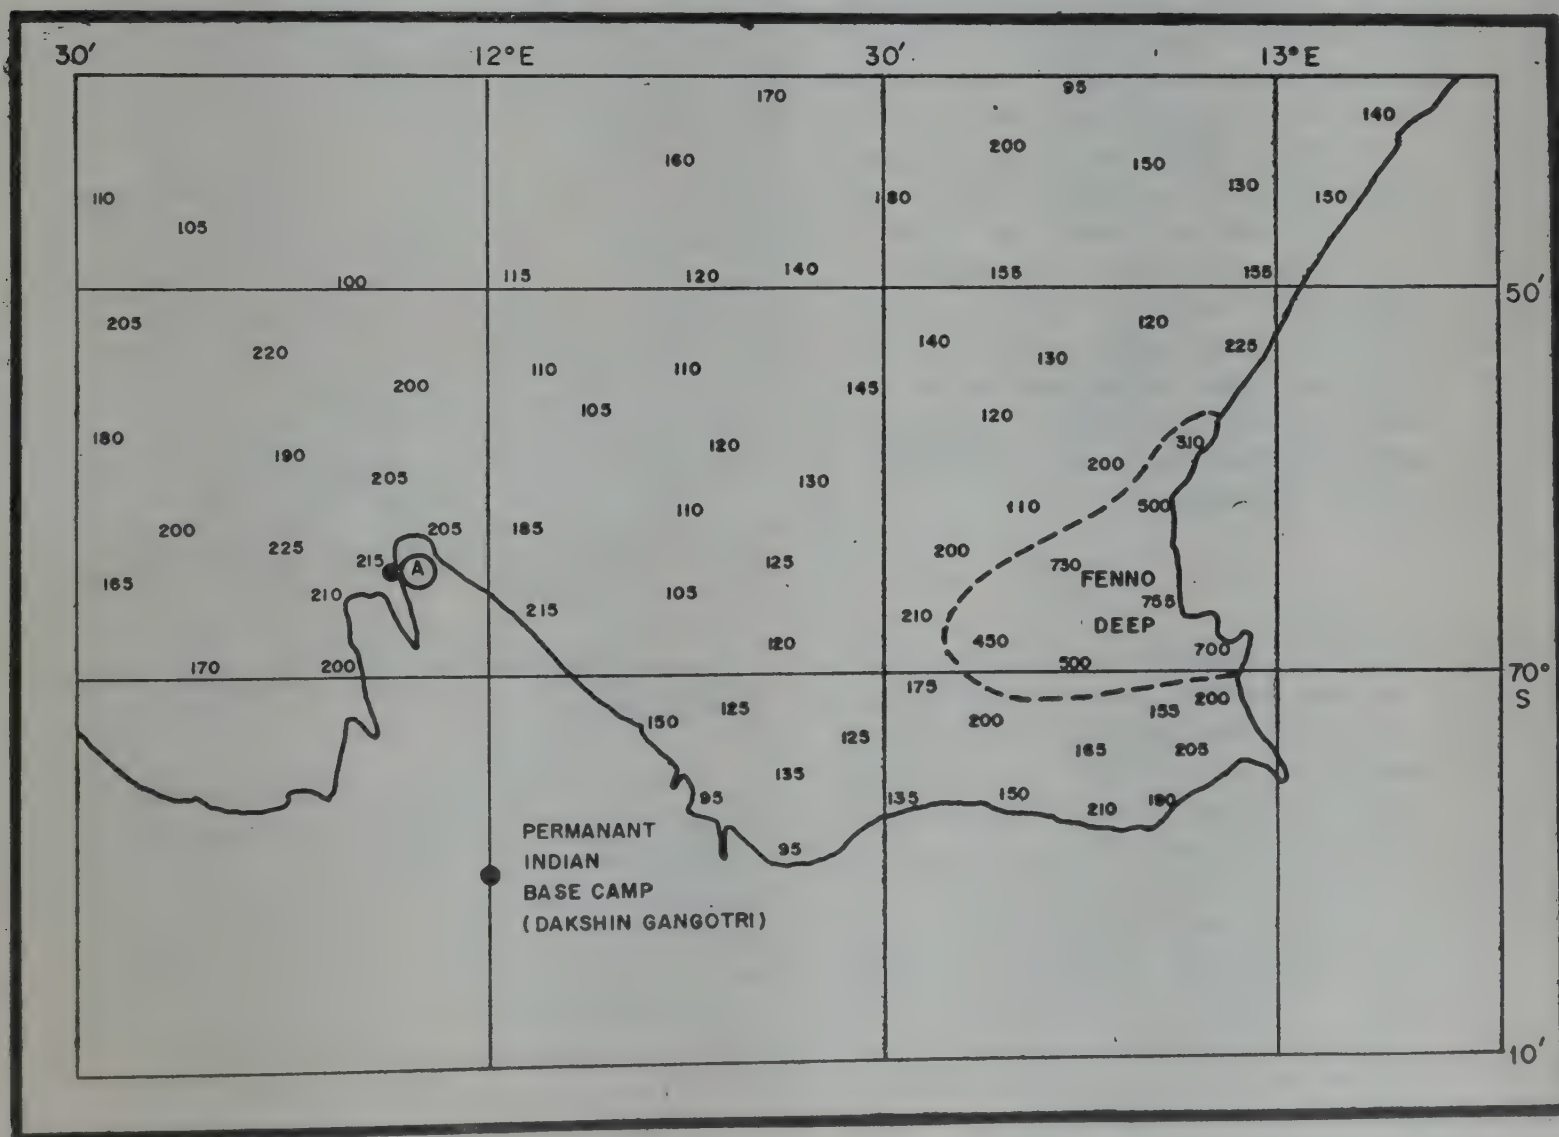 30' 12°E 30' 13°E
170 95
140
160 200 150
130
110 180 150
105
100 115 120 140 155 155
50'
205 120
220 140 130 225
110 110
200 145
105 120
180 120 310
190 200
205 130
110 110 500
200 205 185
225 200
215 A 125 730
165 FENNO
210 105 755
215 210
DEEP
120 450 700
170 200 500 70°
175 S
125 200
150 200 155
125 165 205
135
95 135 150 190
210
PERMANANT
95
INDIAN
BASE CAMP
(DAKSHIN GANGOTRI)
10'